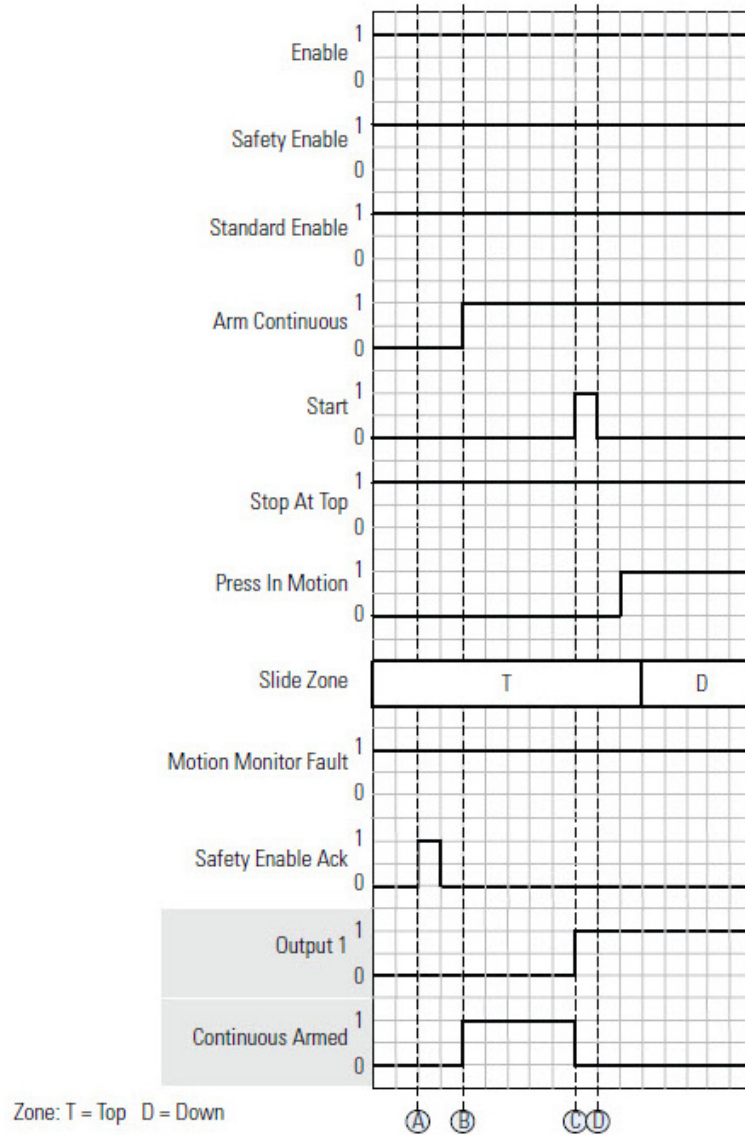 Enable 1
0
Safety Enable 1
0
Standard Enable 1
0
Arm Continuous 1
0
Start 1
0
Stop At Top 1
0
Press In Motion 1
0
Slide Zone T D
Motion Monitor Fault 1
0
Safety Enable Ack 1
0
Output 1 1
0
Continuous Armed 1
0
Zone: T = Top D = Down
A B C D